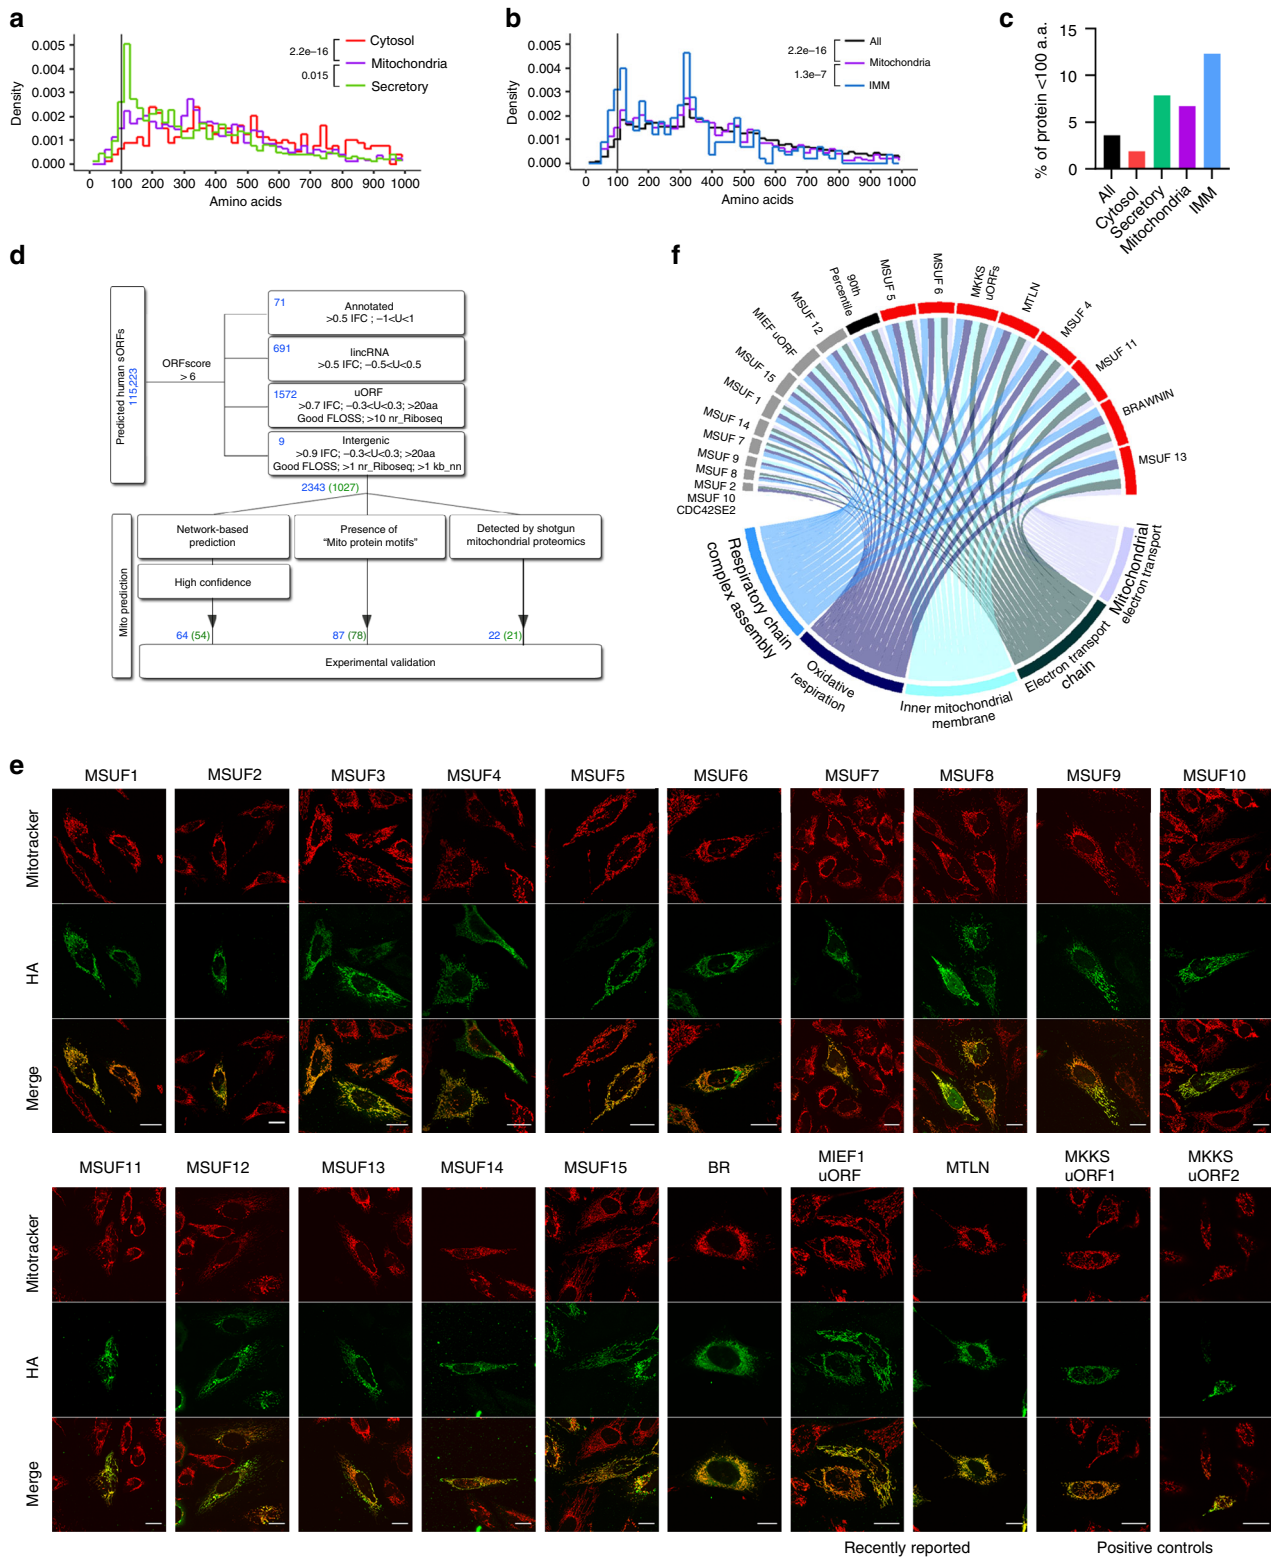 a
0.005
0.004
0.003
0.002
0.001
0.000
Density
0 100 200 300 400 500 600 700 800 900 1000
Amino acids
2.2e−16
0.015
Cytosol
Mitochondria
Secretory
b
0.005
0.004
0.003
0.002
0.001
0.000
Density
0 100 200 300 400 500 600 700 800 900 1000
Amino acids
2.2e−16
1.3e−7
All
Mitochondria
IMM
c
% of protein <100 a.a.
15
10
5
0
All
Cytosol
Secretory
Mitochondria
IMM
d
Predicted human sORFs
115,223
ORFscore
> 6
71
Annotated
>0.5 IFC ; −1<U<1
691
lincRNA
>0.5 IFC; −0.5<U<0.5
1572
uORF
>0.7 IFC; −0.3<U<0.3; >20aa
Good FLOSS; >10 nr_Riboseq
9
Intergenic
>0.9 IFC; −0.3<U<0.3; >20aa
Good FLOSS; >1 nr_Riboseq; >1 kb_nn
2343 (1027)
Mito prediction
Network-based
prediction
Presence of
“Mito protein motifs”
Detected by shotgun
mitochondrial proteomics
High confidence
64 (54)
87 (78)
22 (21)
Experimental validation
f
90th
Percentile
MSUF 5
MSUF 6
MKKS
uORFs
MTLN
MSUF 4
MSUF 11
BRAWNIN
MSUF 13
MSUF 12
MIEF uORF
MSUF 15
MSUF 1
MSUF 14
MSUF 7
MSUF 9
MSUF 8
MSUF 2
MSUF 10
CDC42SE2
Respiratory chain
complex assembly
Oxidative
respiration
Inner mitochondrial
membrane
Electron transport
chain
Mitochondrial
electron transport
e
MSUF1 MSUF2 MSUF3 MSUF4 MSUF5 MSUF6 MSUF7 MSUF8 MSUF9 MSUF10
Mitotracker
HA
Merge
MSUF11 MSUF12 MSUF13 MSUF14 MSUF15 BR MIEF1 uORF MTLN MKKS uORF1 MKKS uORF2
Mitotracker
HA
Merge
Recently reported
Positive controls